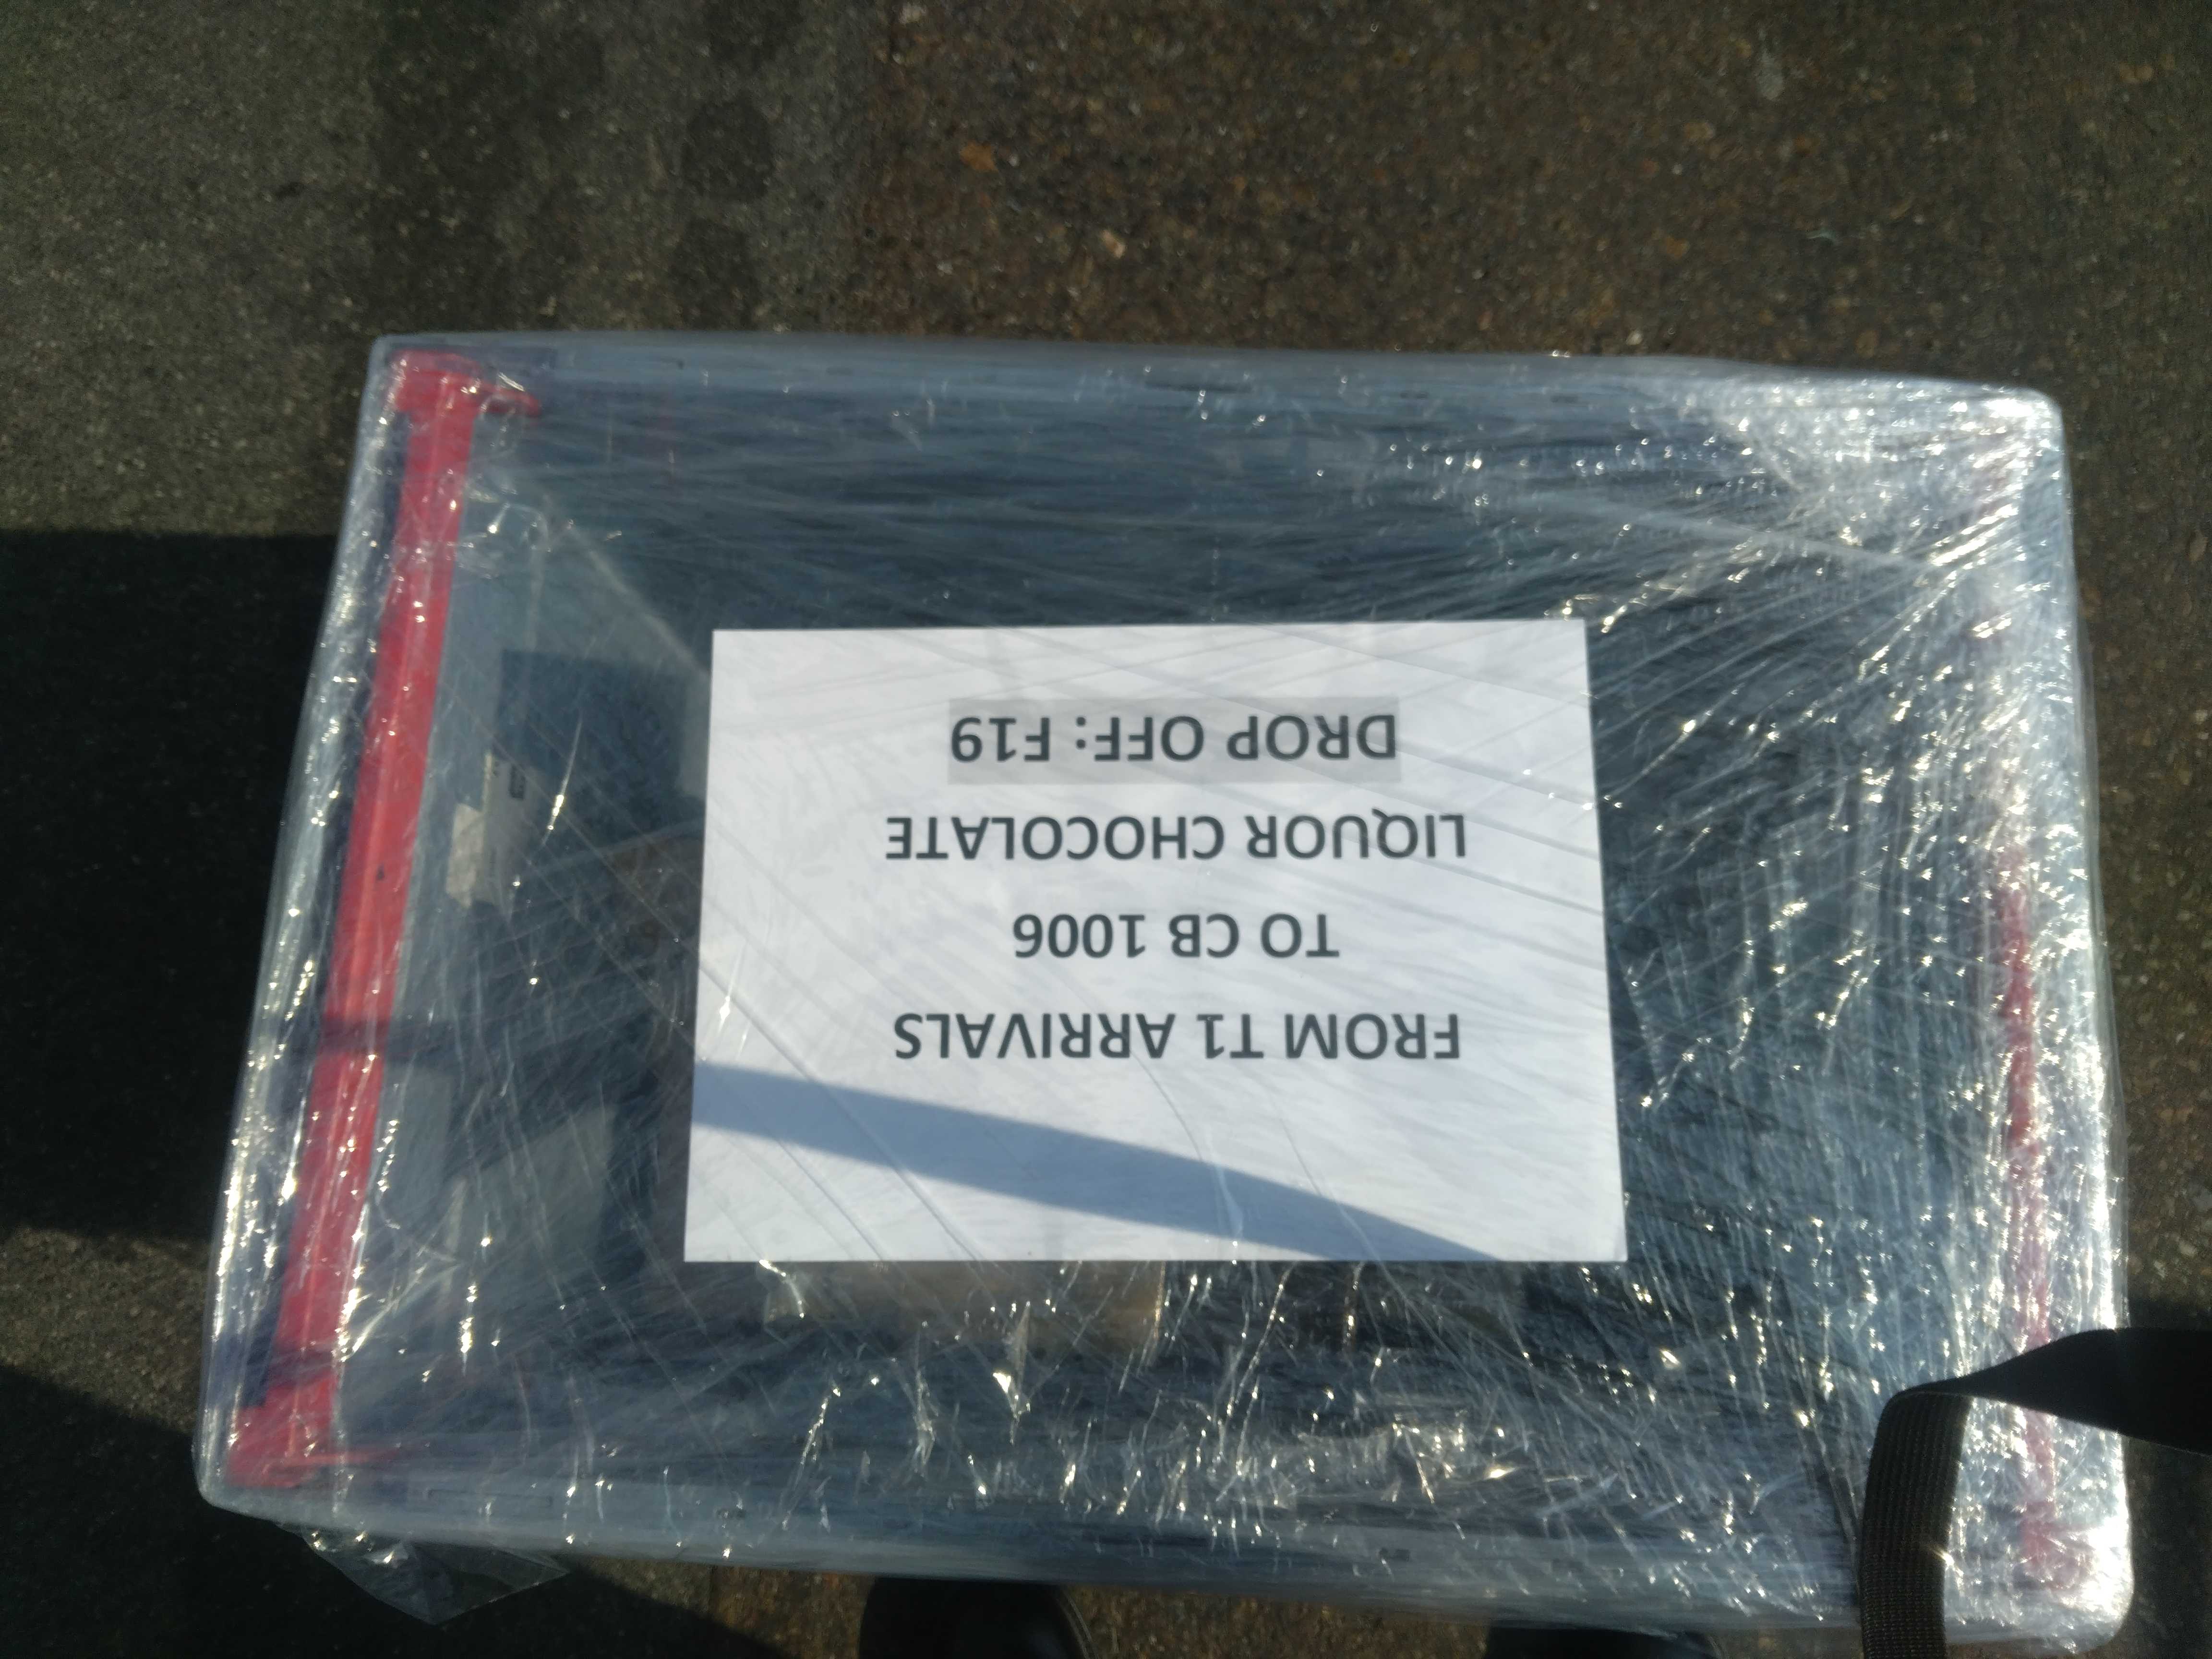 FROM T1 ARRIVALS
TO CB 1006
LIQUOR CHOCOLATE
DROP OFF: F19